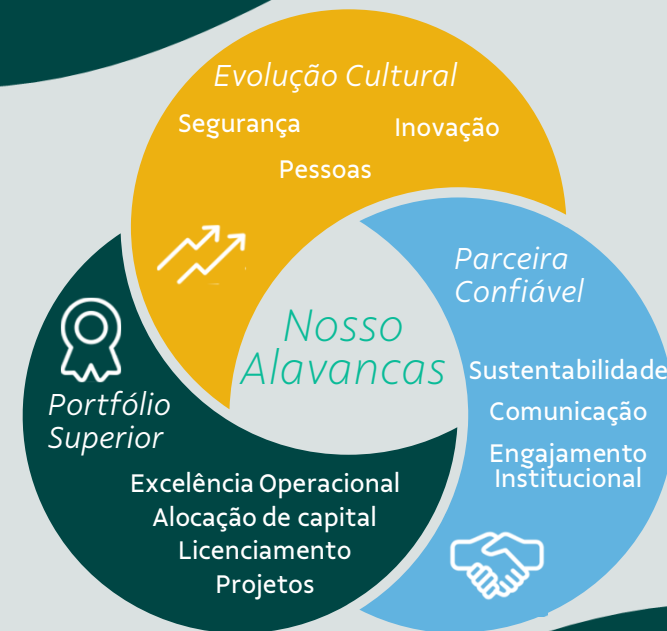 Evolução Cultural
Segurança
Inovação
Pessoas
Parceira
Confiável
Sustentabilidade
Comunicação
Engajamento
Institucional
Nosso
Alavancas
Portfólio
Superior
Excelência Operacional
Alocação de capital
Licenciamento
Projetos